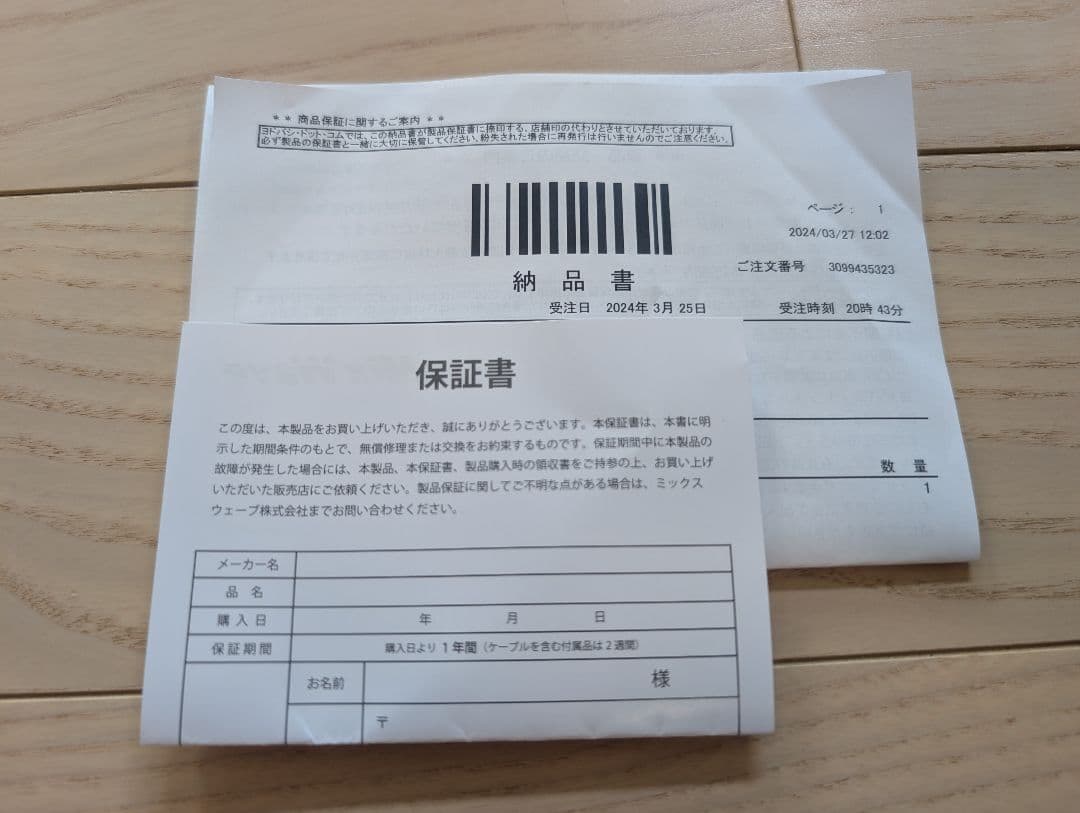 ＊＊ 商品保証に関するご案内 ＊＊
ヨドバシ・ドット・コムでは、この納品書が製品保証書に捺印する、店舗印の代わりとさせていただいております。
必ず製品の保証書と一緒に大切に保管してください。紛失された場合に再発行は行いませんのでご注意ください。
ページ： 1
2024/03/27 12:02
ご注文番号 3099435323
納 品 書
受注日 2024年 3月 25日 受注時刻 20時 43分
数 量
1
保証書
この度は、本製品をお買い上げいただき、誠にありがとうございます。本保証書は、本書に明
示した期間条件のもとで、無償修理または交換をお約束するものです。保証期間中に本製品の
故障が発生した場合には、本製品、本保証書、製品購入時の領収書をご持参の上、お買い上げ
いただいた販売店にご依頼ください。製品保証に関してご不明な点がある場合は、ミックス
ウェーブ株式会社までお問い合わせください。
メーカー名
品 名
購 入 日 年 月 日
保証期間 購入日より 1 年間（ケーブルを含む付属品は 2 週間）
お名前 様
〒